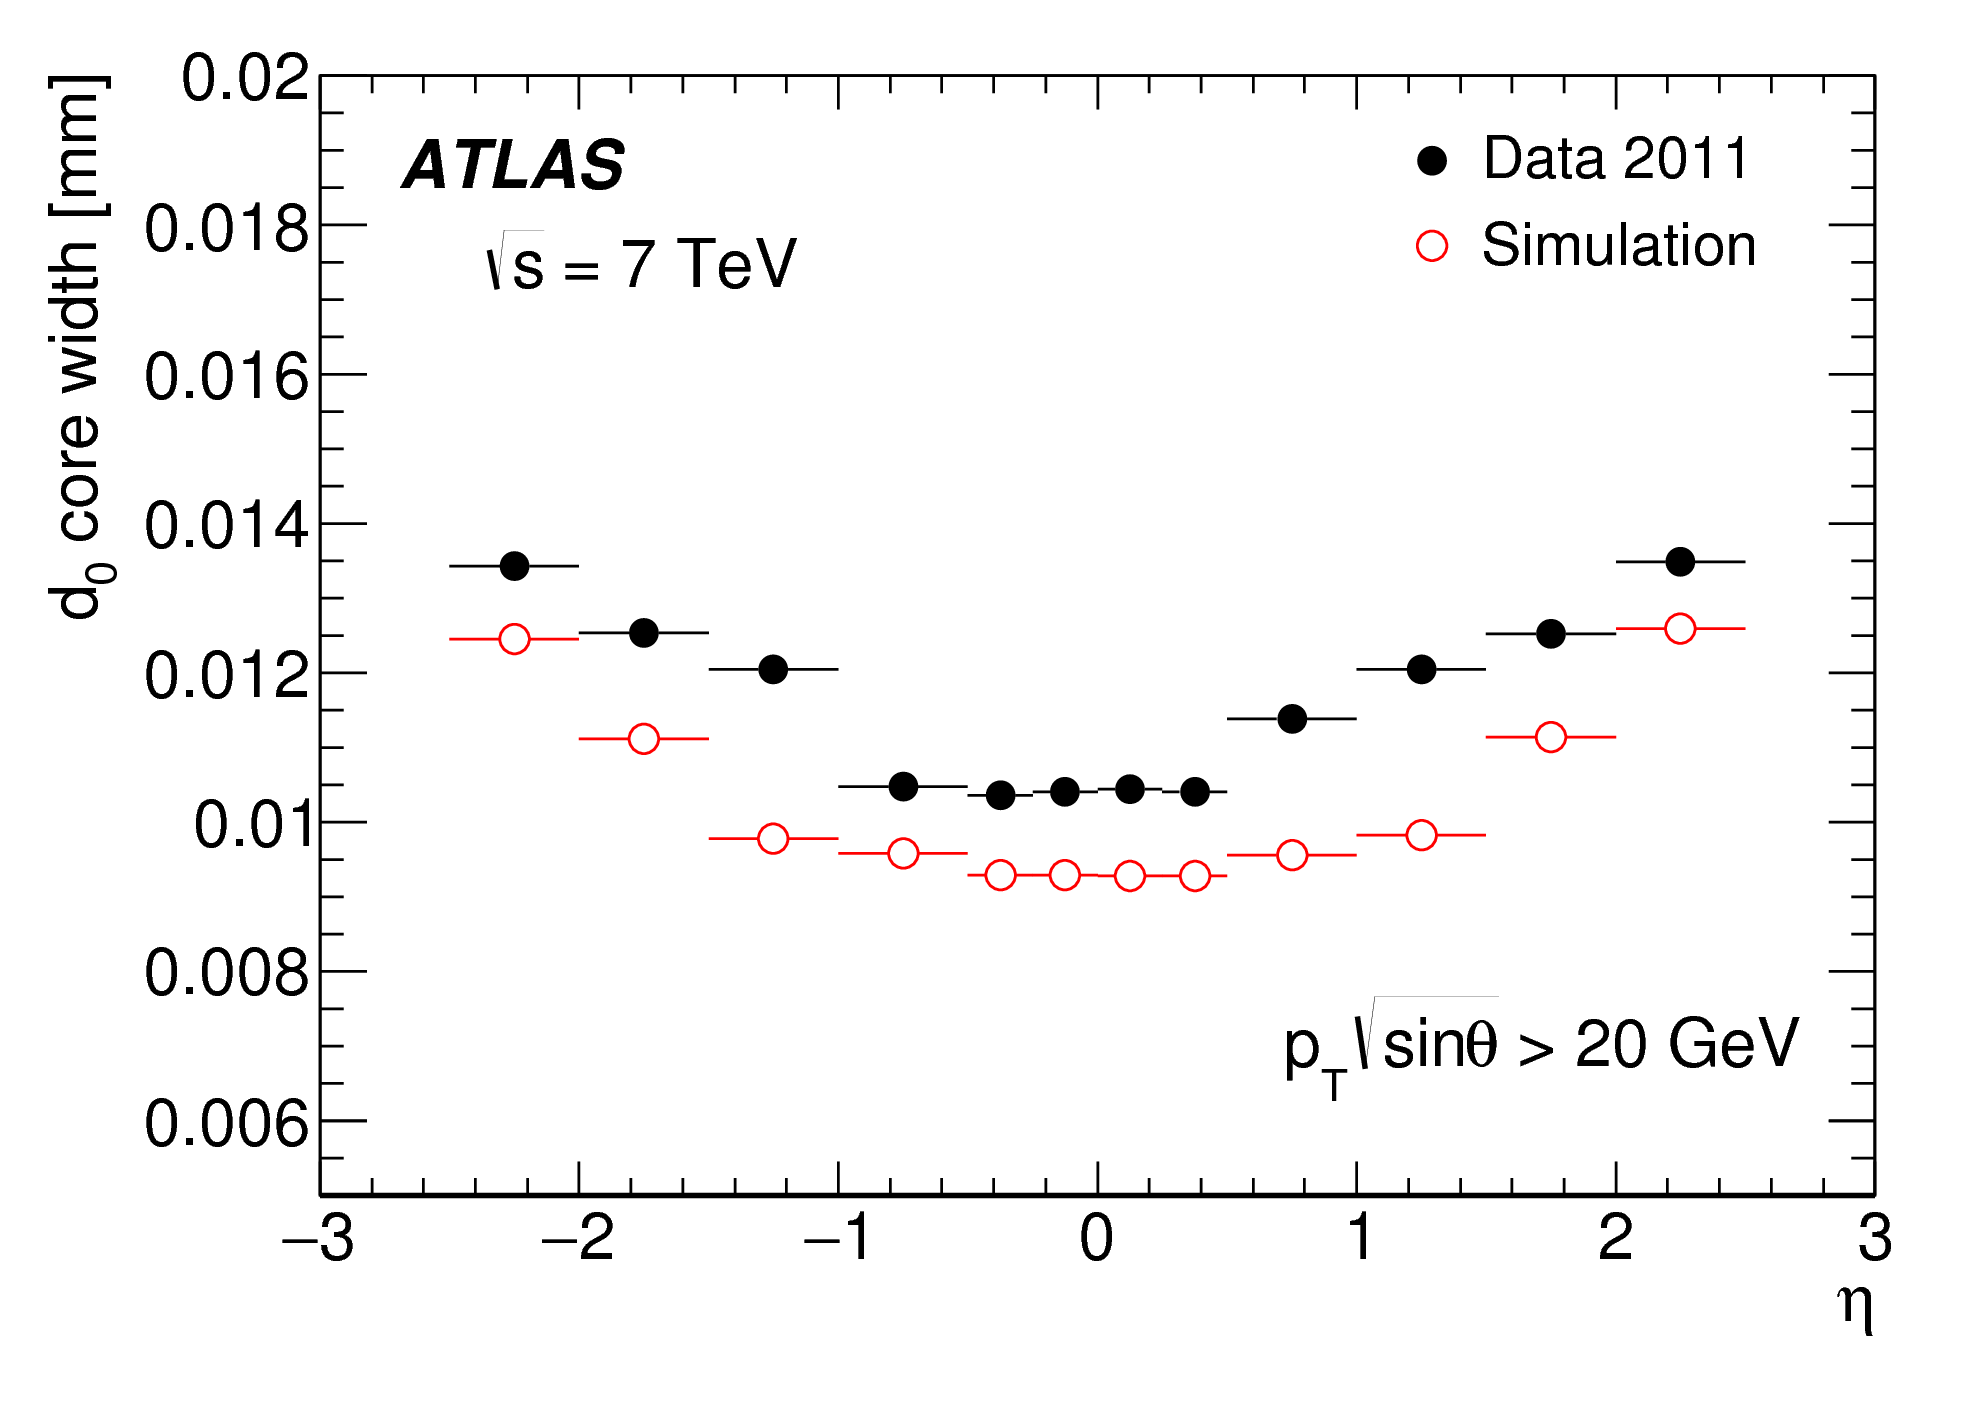 d0 core width [mm]
0.02
0.018
0.016
0.014
0.012
0.01
0.008
0.006
ATLAS
√s = 7 TeV
Data 2011
Simulation
pT√sinθ > 20 GeV
−3 −2 −1 0 1 2 3
η